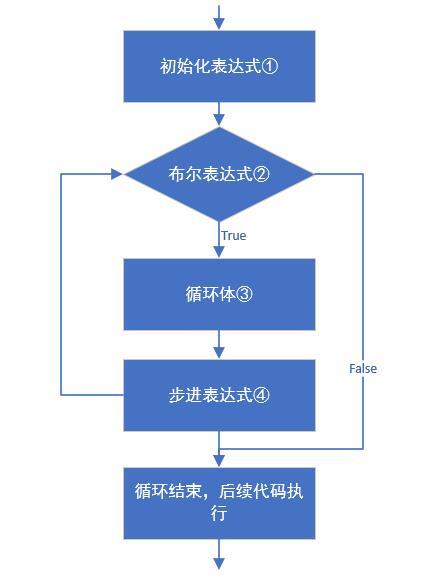 初始化表达式①
布尔表达式②
True
循环体③
False
步进表达式④
循环结束，后续代码执
行